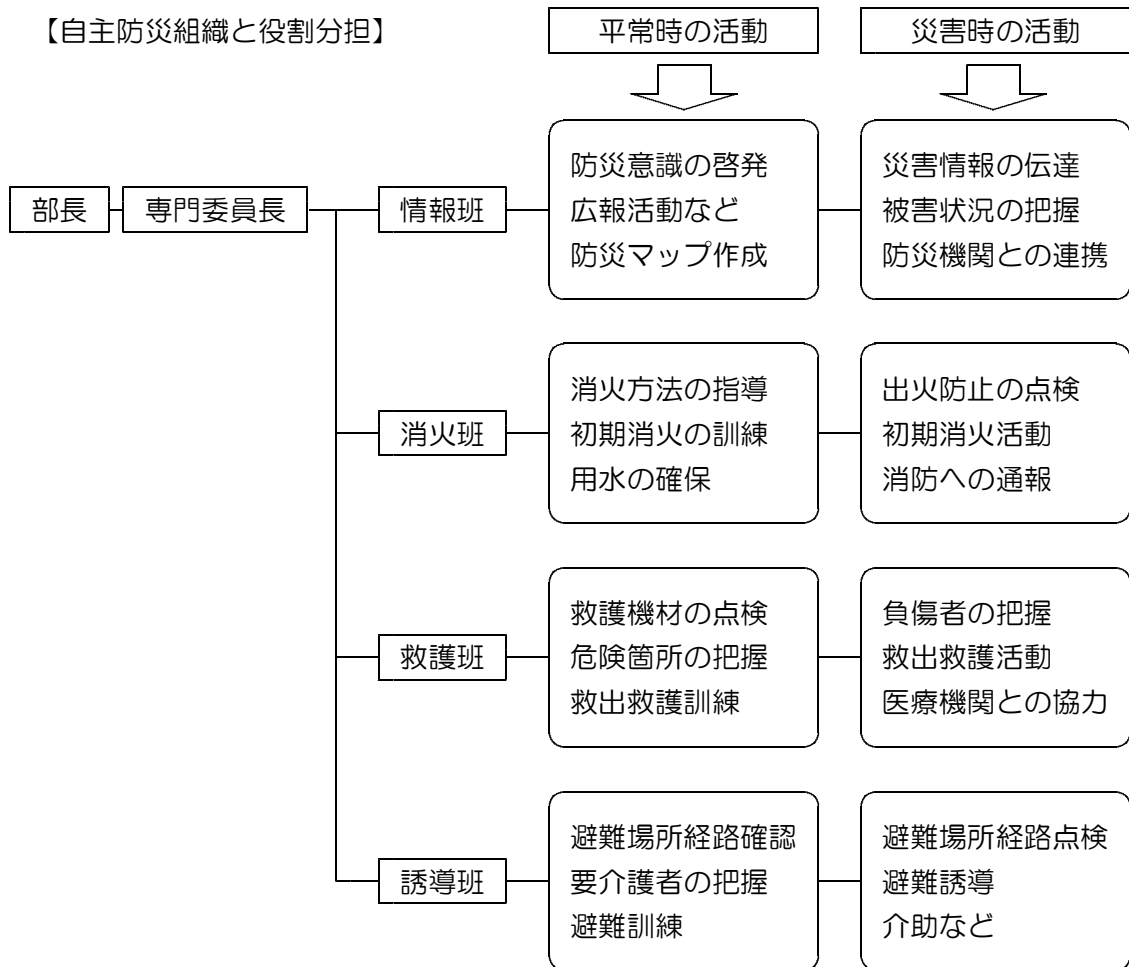 【自主防災組織と役割分担】
平常時の活動
災害時の活動
部長
専門委員長
情報班
防災意識の啓発
広報活動など
防災マップ作成
災害情報の伝達
被害状況の把握
防災機関との連携
消火班
消火方法の指導
初期消火の訓練
用水の確保
出火防止の点検
初期消火活動
消防への通報
救護班
救護機材の点検
危険箇所の把握
救出救護訓練
負傷者の把握
救出救護活動
医療機関との協力
誘導班
避難場所経路確認
要介護者の把握
避難訓練
避難場所経路点検
避難誘導
介助など